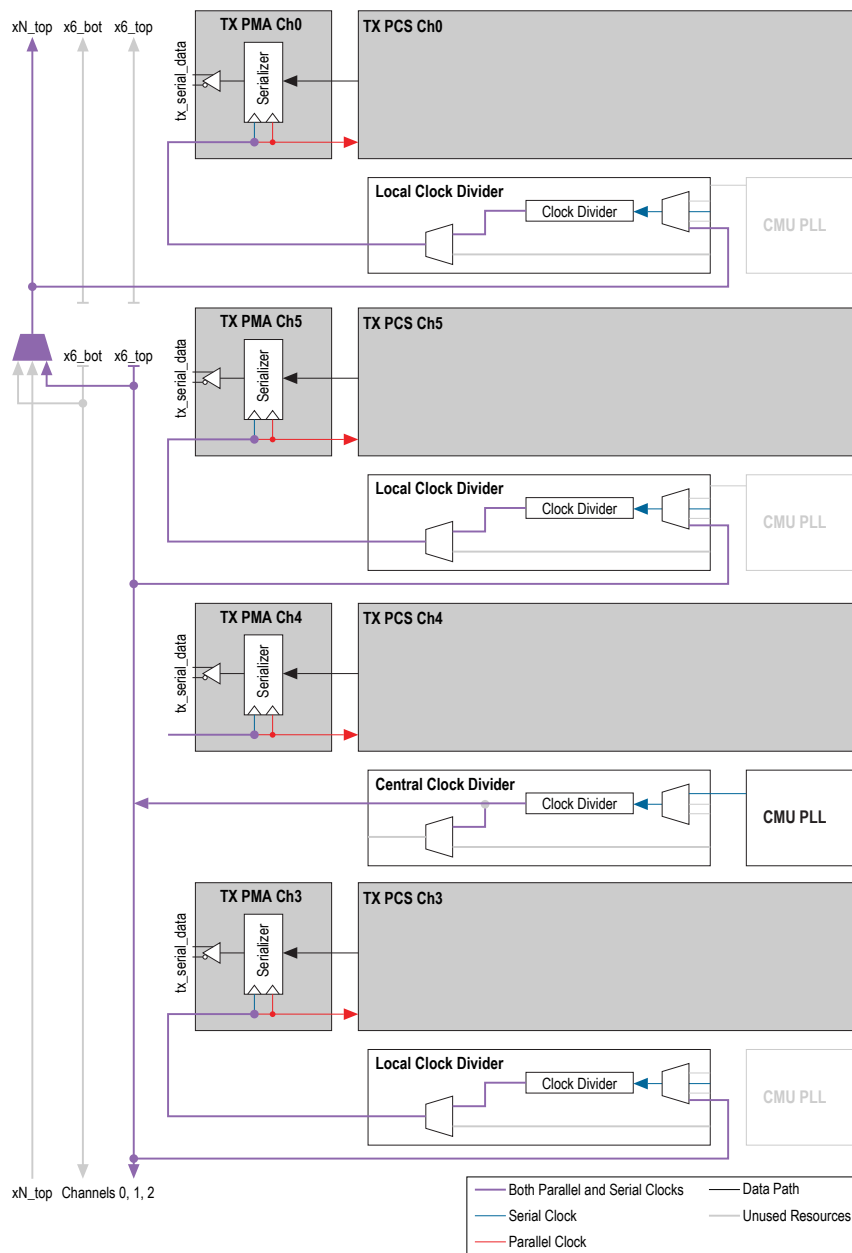 xN_top x6_bot x6_top
TX PMA Ch0
TX PCS Ch0
tx_serial_data
Serializer
Local Clock Divider
Clock Divider
CMU PLL
x6_bot x6_top
TX PMA Ch5
TX PCS Ch5
tx_serial_data
Serializer
Local Clock Divider
Clock Divider
CMU PLL
TX PMA Ch4
TX PCS Ch4
tx_serial_data
Serializer
Central Clock Divider
Clock Divider
CMU PLL
TX PMA Ch3
TX PCS Ch3
tx_serial_data
Serializer
Local Clock Divider
Clock Divider
CMU PLL
xN_top Channels 0, 1, 2
Both Parallel and Serial Clocks
Data Path
Serial Clock
Unused Resources
Parallel Clock